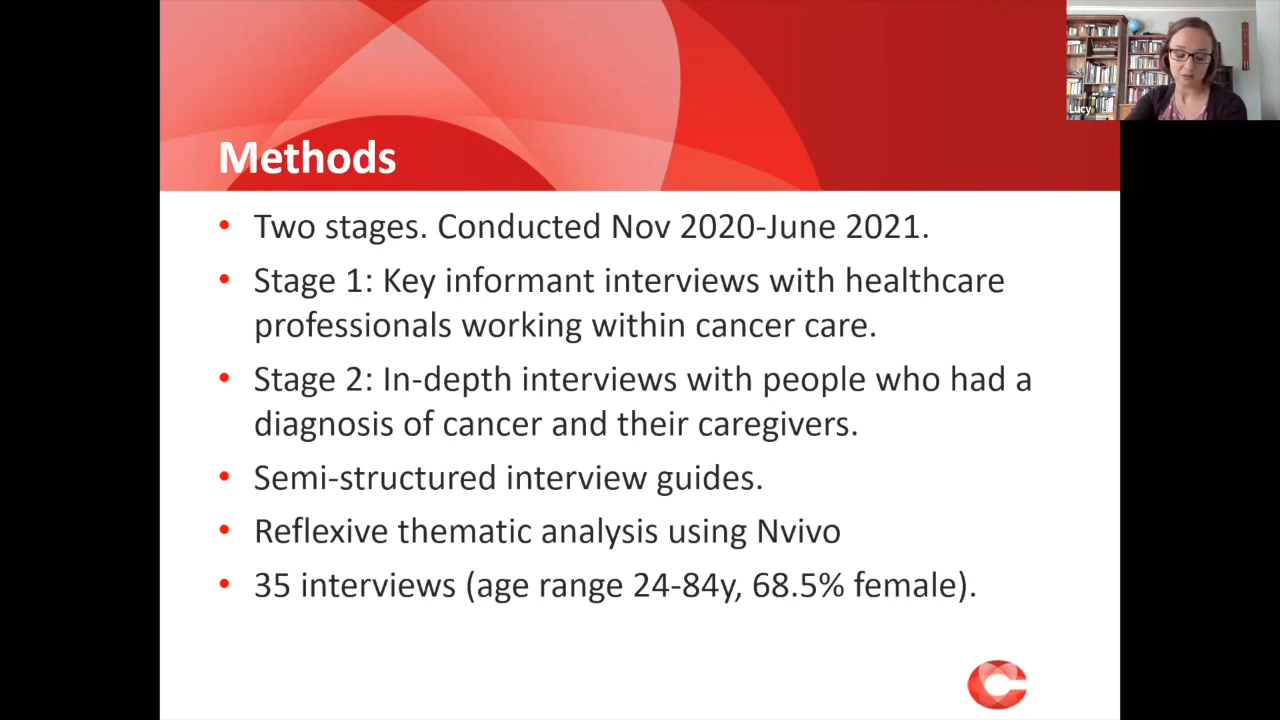 Lucy
Methods
• Two stages. Conducted Nov 2020-June 2021.
• Stage 1: Key informant interviews with healthcare
professionals working within cancer care.
• Stage 2: In-depth interviews with people who had a
diagnosis of cancer and their caregivers.
• Semi-structured interview guides.
• Reflexive thematic analysis using Nvivo
• 35 interviews (age range 24-84y, 68.5% female).